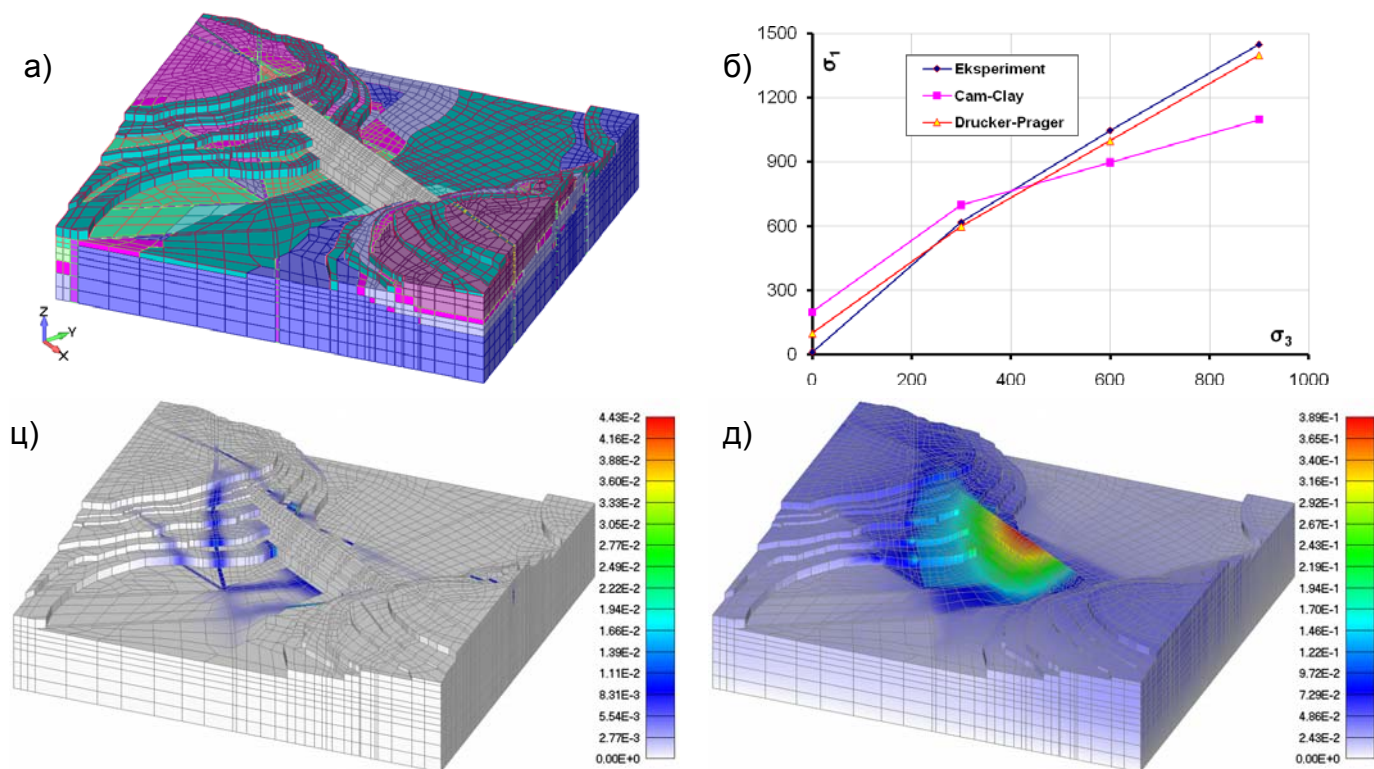 а)
Z
Y
X
б)
σ1
1500
1200
900
600
300
0
Eksperiment
Cam-Clay
Drucker-Prager
σ3
0 200 400 600 800 1000
ц)
4.43E-2
4.16E-2
3.88E-2
3.60E-2
3.33E-2
3.05E-2
2.77E-2
2.49E-2
2.22E-2
1.94E-2
1.66E-2
1.39E-2
1.11E-2
8.31E-3
5.54E-3
2.77E-3
0.00E+0
д)
3.89E-1
3.65E-1
3.40E-1
3.16E-1
2.92E-1
2.67E-1
2.43E-1
2.19E-1
1.94E-1
1.70E-1
1.46E-1
1.22E-1
9.72E-2
7.29E-2
4.86E-2
2.43E-2
0.00E+0